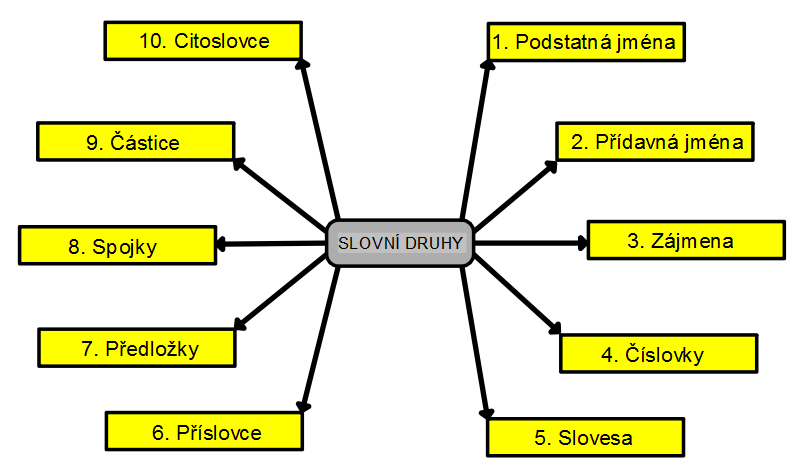 SLOVNÍ DRUHY
1. Podstatná jména
2. Přídavná jména
3. Zájmena
4. Číslovky
5. Slovesa
6. Příslovce
7. Předložky
8. Spojky
9. Částice
10. Citoslovce